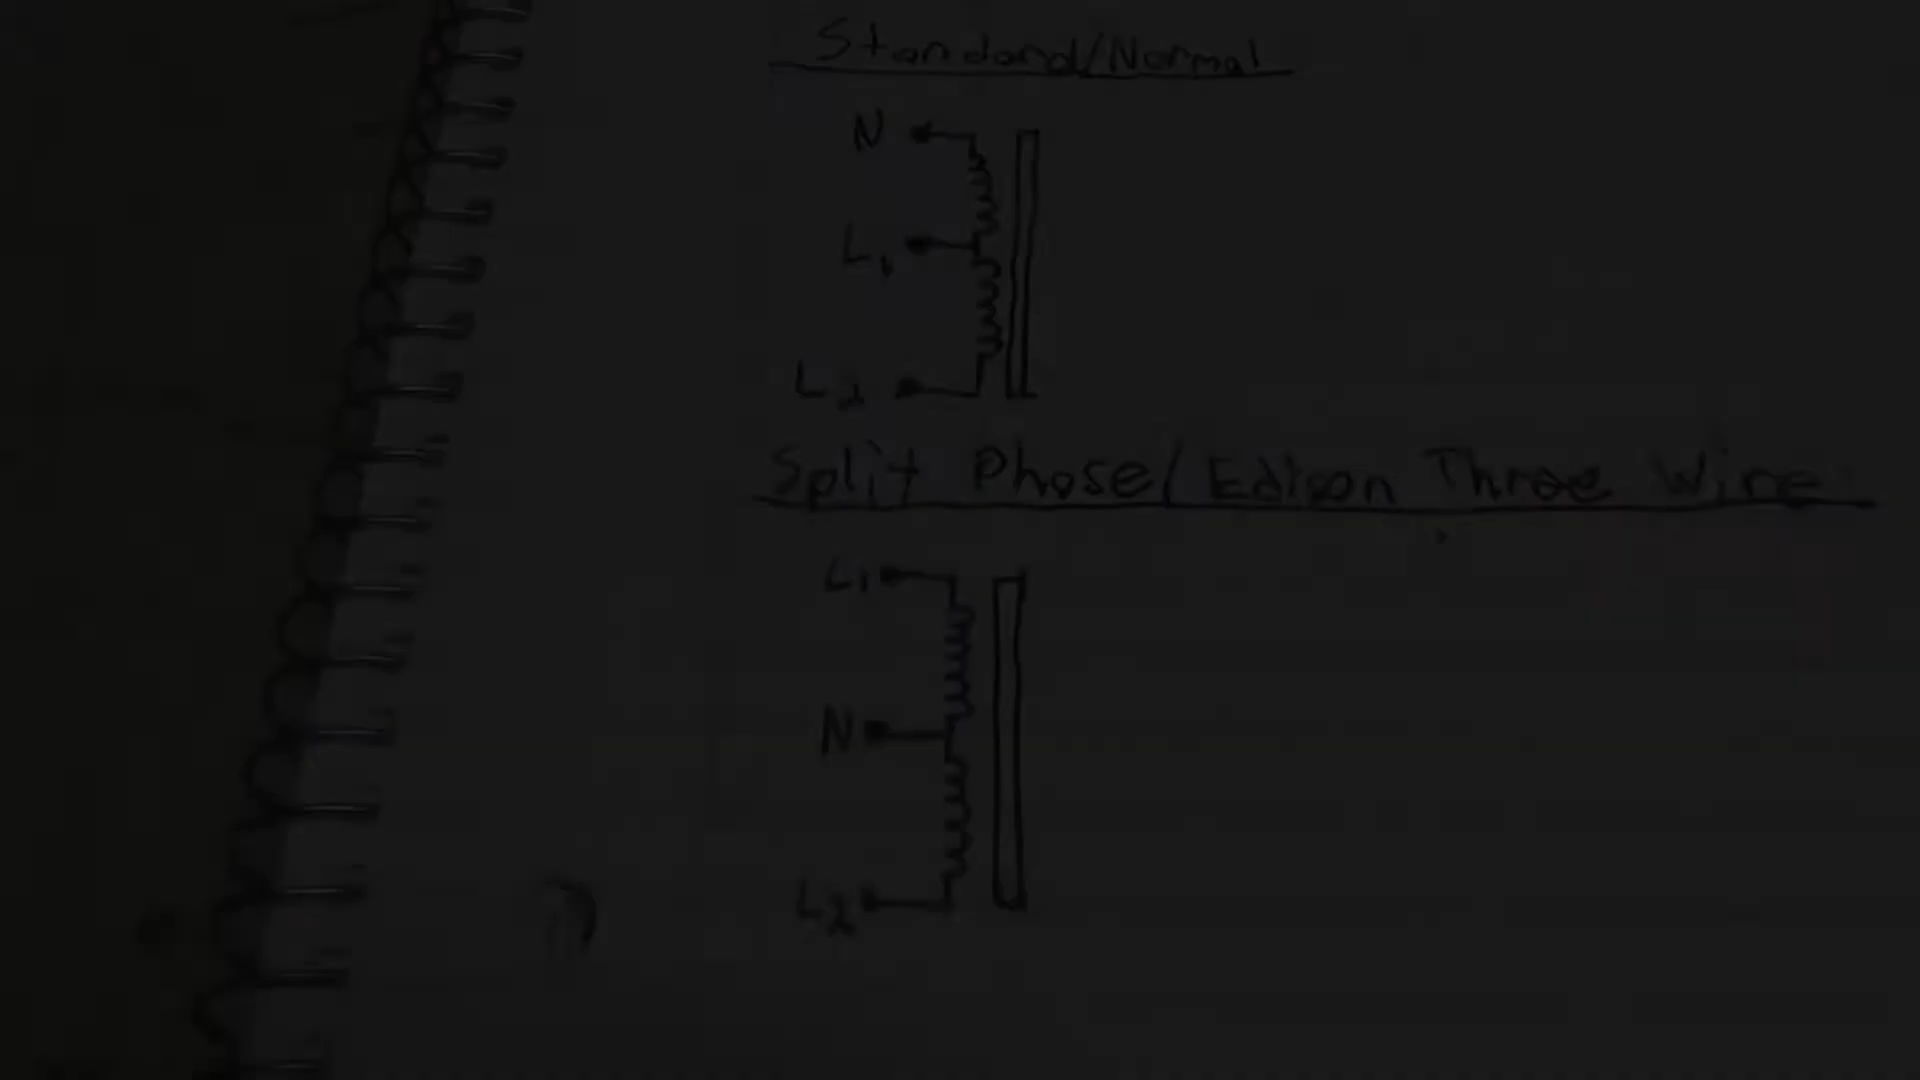 Standard/Normal
N
L1
L2
Split Phase/Edison Three Wire
L1
N
L2